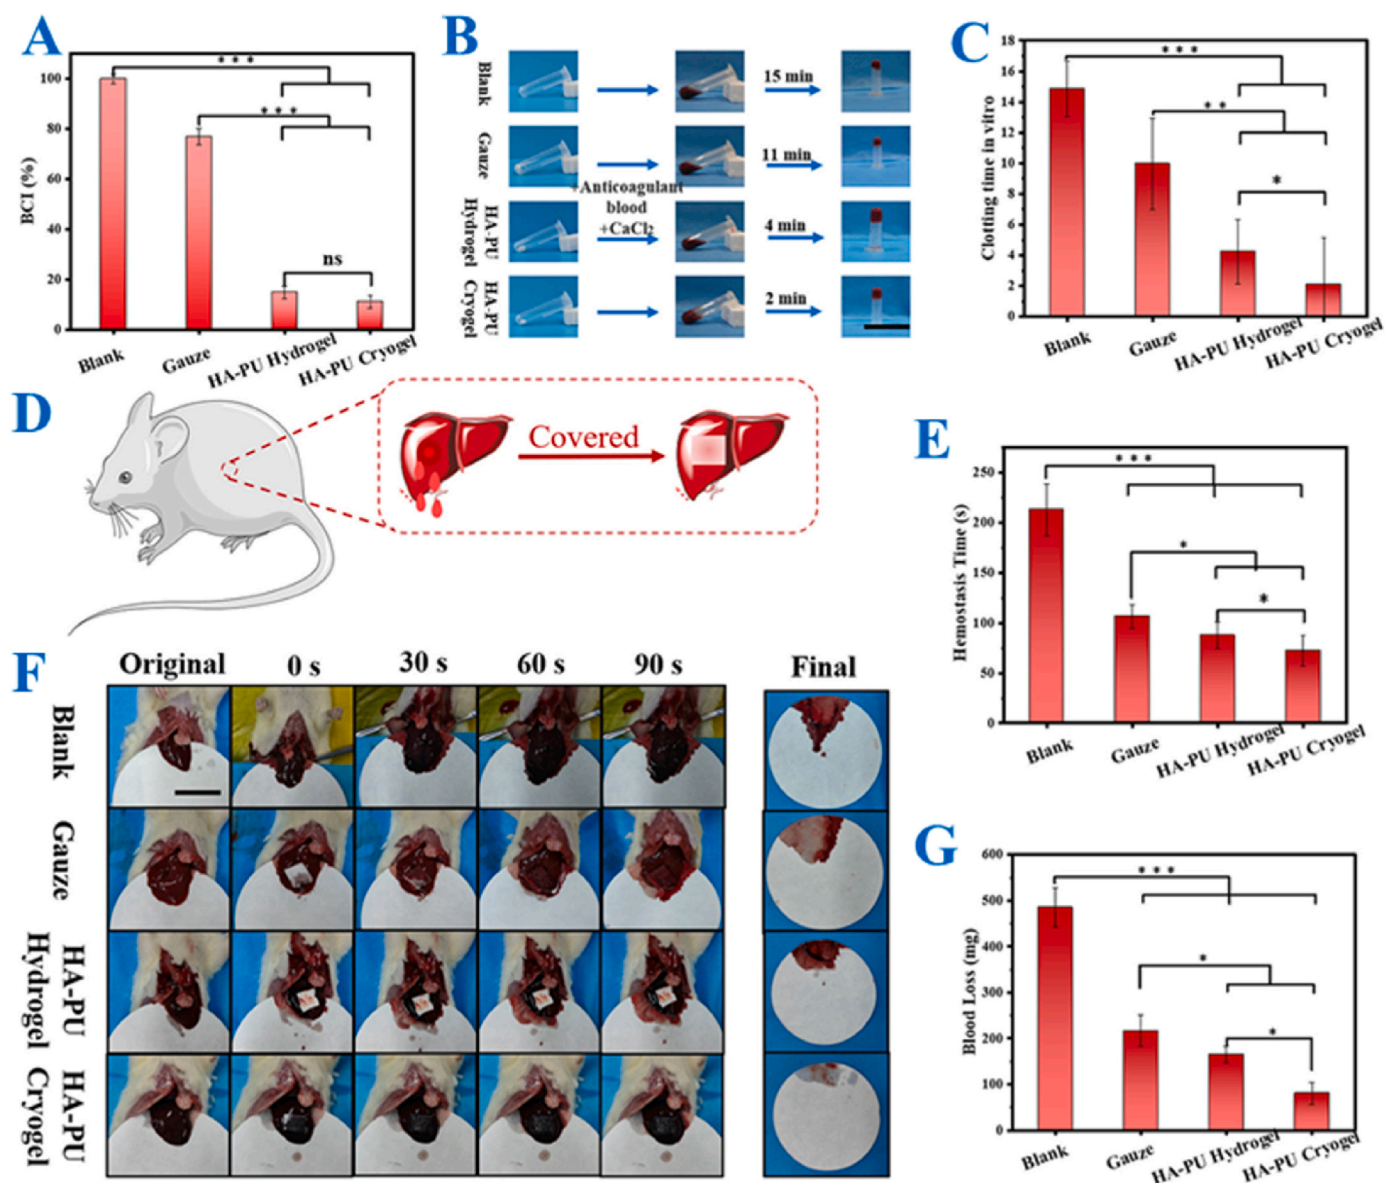 A
BCI (%)
100
80
60
40
20
0
* * *
* * *
ns
Blank
Gauze
HA-PU Hydrogel
HA-PU Cryogel
B
Blank
Gauze
HA-PU
Hydrogel
HA-PU
Cryogel
+Anticoagulant
blood
+CaCl₂
15 min
11 min
4 min
2 min
C
Clotting time in vitro
18
16
14
12
10
8
6
4
2
0
* * *
* *
*
Blank
Gauze
HA-PU Hydrogel
HA-PU Cryogel
D
Covered
E
Hemostasis Time (s)
250
200
150
100
50
0
* * *
*
*
Blank
Gauze
HA-PU Hydrogel
HA-PU Cryogel
F
Original
0 s
30 s
60 s
90 s
Final
Blank
Gauze
HA-PU
Hydrogel
HA-PU
Cryogel
G
Blood Loss (mg)
600
500
400
300
200
100
0
* * *
*
*
Blank
Gauze
HA-PU Hydrogel
HA-PU Cryogel